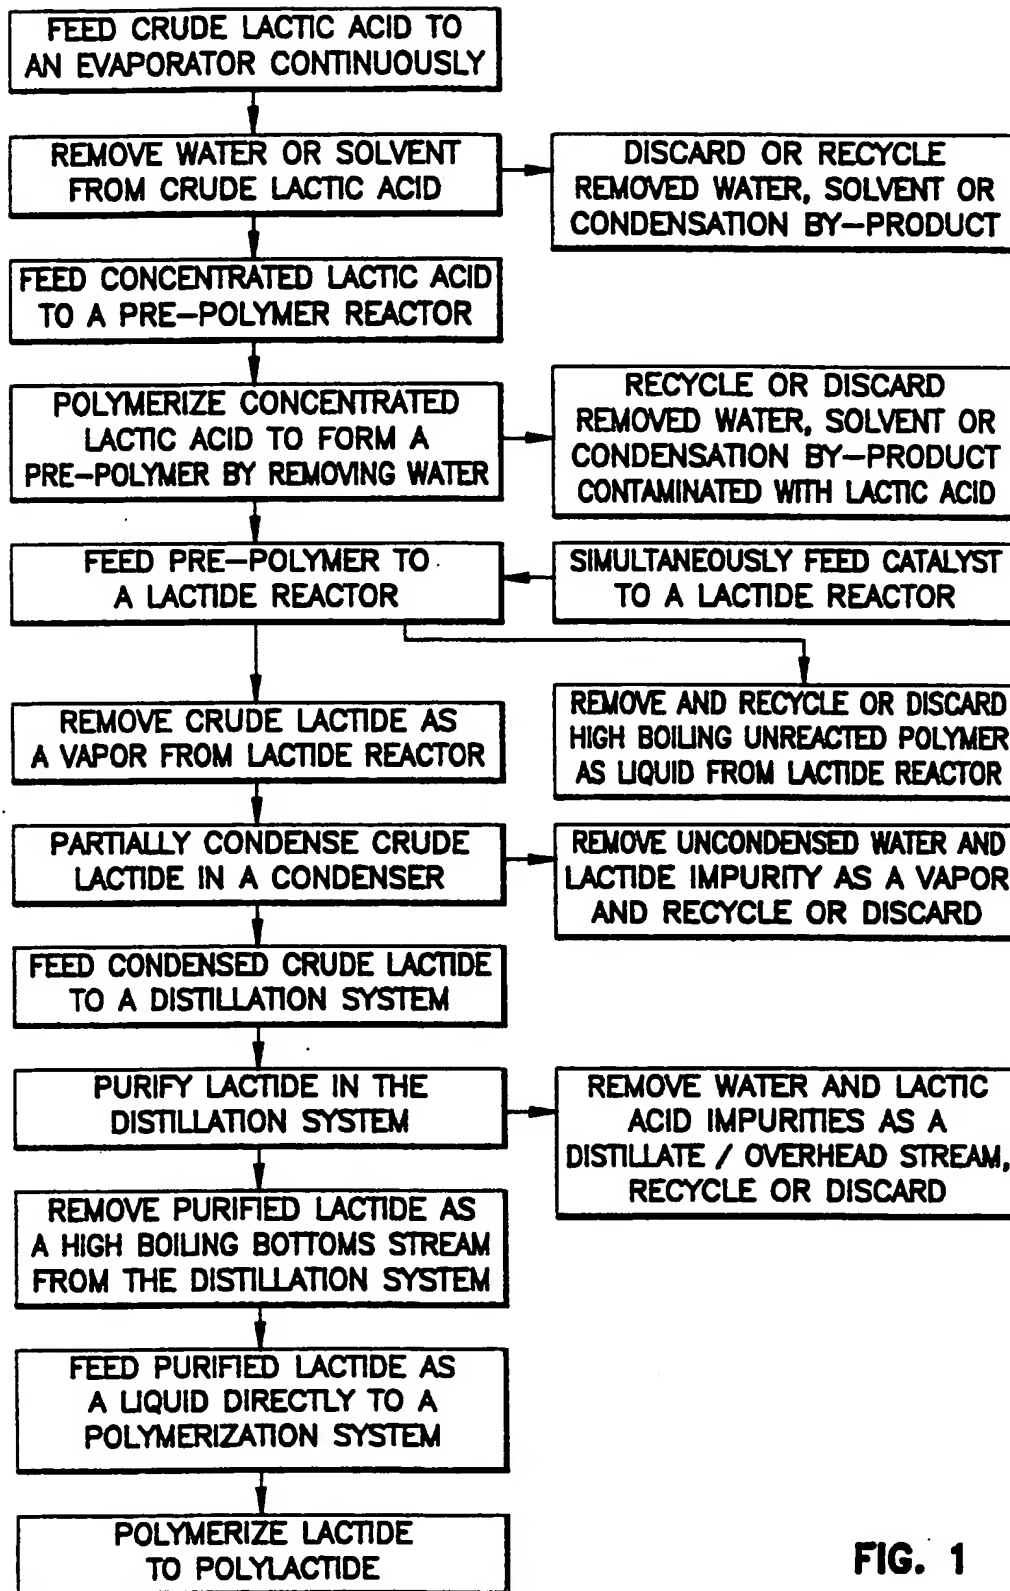 FEED CRUDE LACTIC ACID TO
AN EVAPORATOR CONTINUOUSLY
REMOVE WATER OR SOLVENT
FROM CRUDE LACTIC ACID
DISCARD OR RECYCLE
REMOVED WATER, SOLVENT OR
CONDENSATION BY-PRODUCT
FEED CONCENTRATED LACTIC ACID
TO A PRE-POLYMER REACTOR
POLYMERIZE CONCENTRATED
LACTIC ACID TO FORM A
PRE-POLYMER BY REMOVING WATER
RECYCLE OR DISCARD
REMOVED WATER, SOLVENT OR
CONDENSATION BY-PRODUCT
CONTAMINATED WITH LACTIC ACID
FEED PRE-POLYMER TO
A LACTIDE REACTOR
SIMULTANEOUSLY FEED CATALYST
TO A LACTIDE REACTOR
REMOVE CRUDE LACTIDE AS
A VAPOR FROM LACTIDE REACTOR
REMOVE AND RECYCLE OR DISCARD
HIGH BOILING UNREACTED POLYMER
AS LIQUID FROM LACTIDE REACTOR
PARTIALLY CONDENSE CRUDE
LACTIDE IN A CONDENSER
REMOVE UNCONDENSED WATER AND
LACTIDE IMPURITY AS A VAPOR
AND RECYCLE OR DISCARD
FEED CONDENSED CRUDE LACTIDE
TO A DISTILLATION SYSTEM
PURIFY LACTIDE IN THE
DISTILLATION SYSTEM
REMOVE WATER AND LACTIC
ACID IMPURITIES AS A
DISTILLATE / OVERHEAD STREAM,
RECYCLE OR DISCARD
REMOVE PURIFIED LACTIDE AS
A HIGH BOILING BOTTOMS STREAM
FROM THE DISTILLATION SYSTEM
FEED PURIFIED LACTIDE AS
A LIQUID DIRECTLY TO A
POLYMERIZATION SYSTEM
POLYMERIZE LACTIDE
TO POLYLACTIDE
FIG. 1